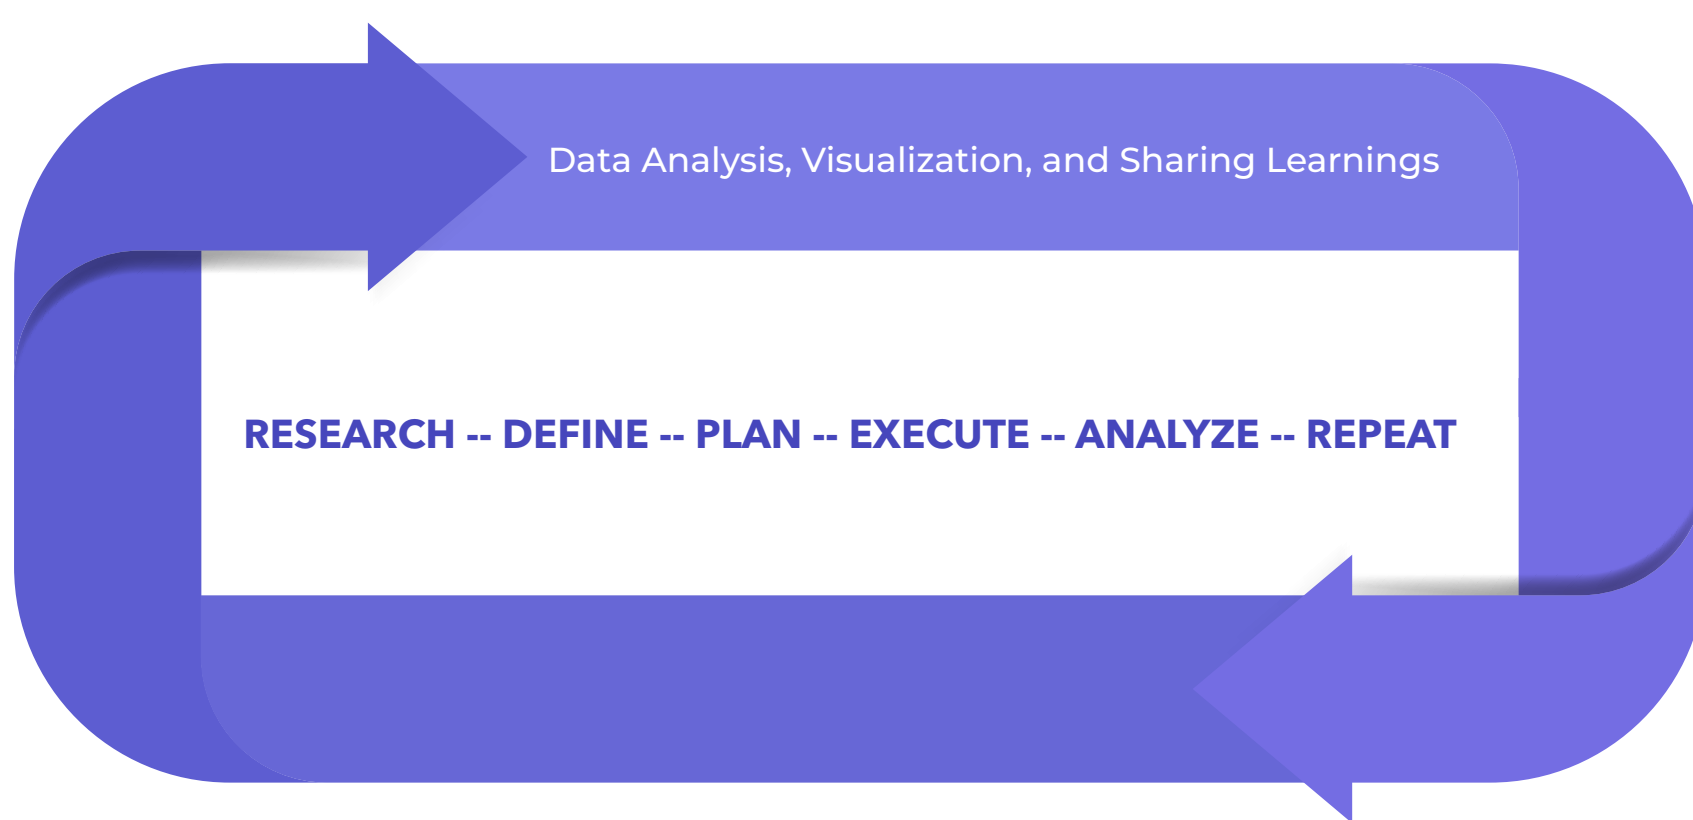 Data Analysis, Visualization, and Sharing Learnings
RESEARCH -- DEFINE -- PLAN -- EXECUTE -- ANALYZE -- REPEAT